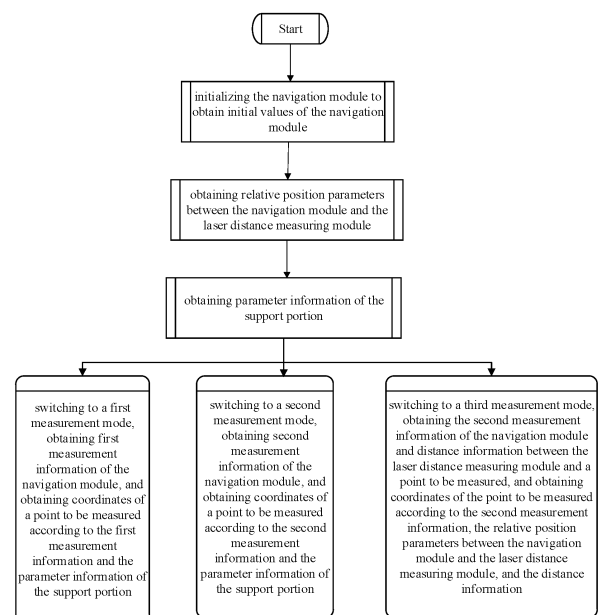 Start
initializing the navigation module to
obtain initial values of the navigation
module
obtaining relative position parameters
between the navigation module and the
laser distance measuring module
obtaining parameter information of the
support portion
switching to a first
measurement mode,
obtaining first
measurement
information of the
navigation module, and
obtaining coordinates of
a point to be measured
according to the first
measurement
information and the
parameter information of
the support portion
switching to a second
measurement mode,
obtaining second
measurement
information of the
navigation module, and
obtaining coordinates of
a point to be measured
according to the second
measurement
information and the
parameter information of
the support portion
switching to a third measurement mode,
obtaining the second measurement
information of the navigation module
and distance information between the
laser distance measuring module and a
point to be measured, and obtaining
coordinates of the point to be measured
according to the second measurement
information, the relative position
parameters between the navigation
module and the laser distance
measuring module, and the distance
information